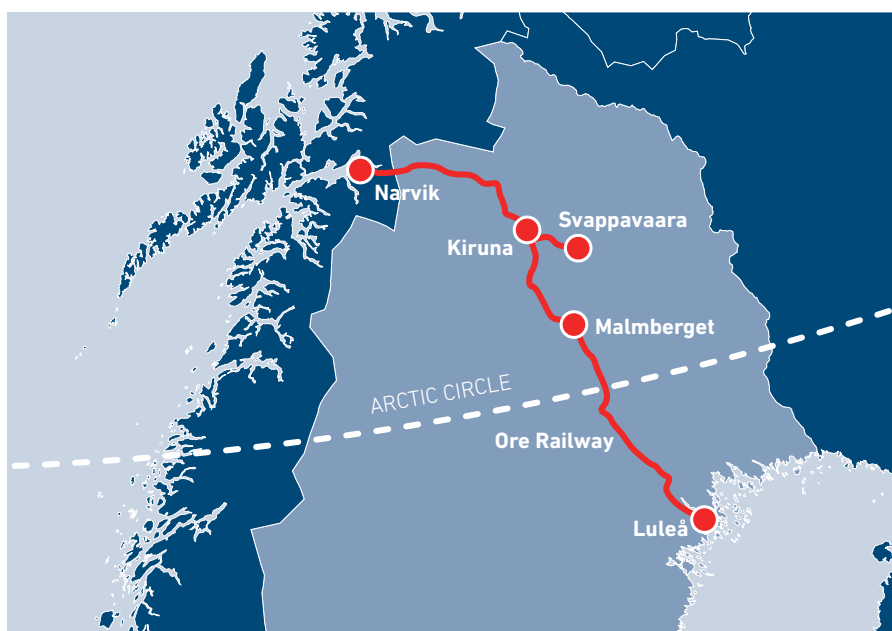 Narvik
Svappavaara
Kiruna
Malmberget
ARCTIC CIRCLE
Ore Railway
Luleå